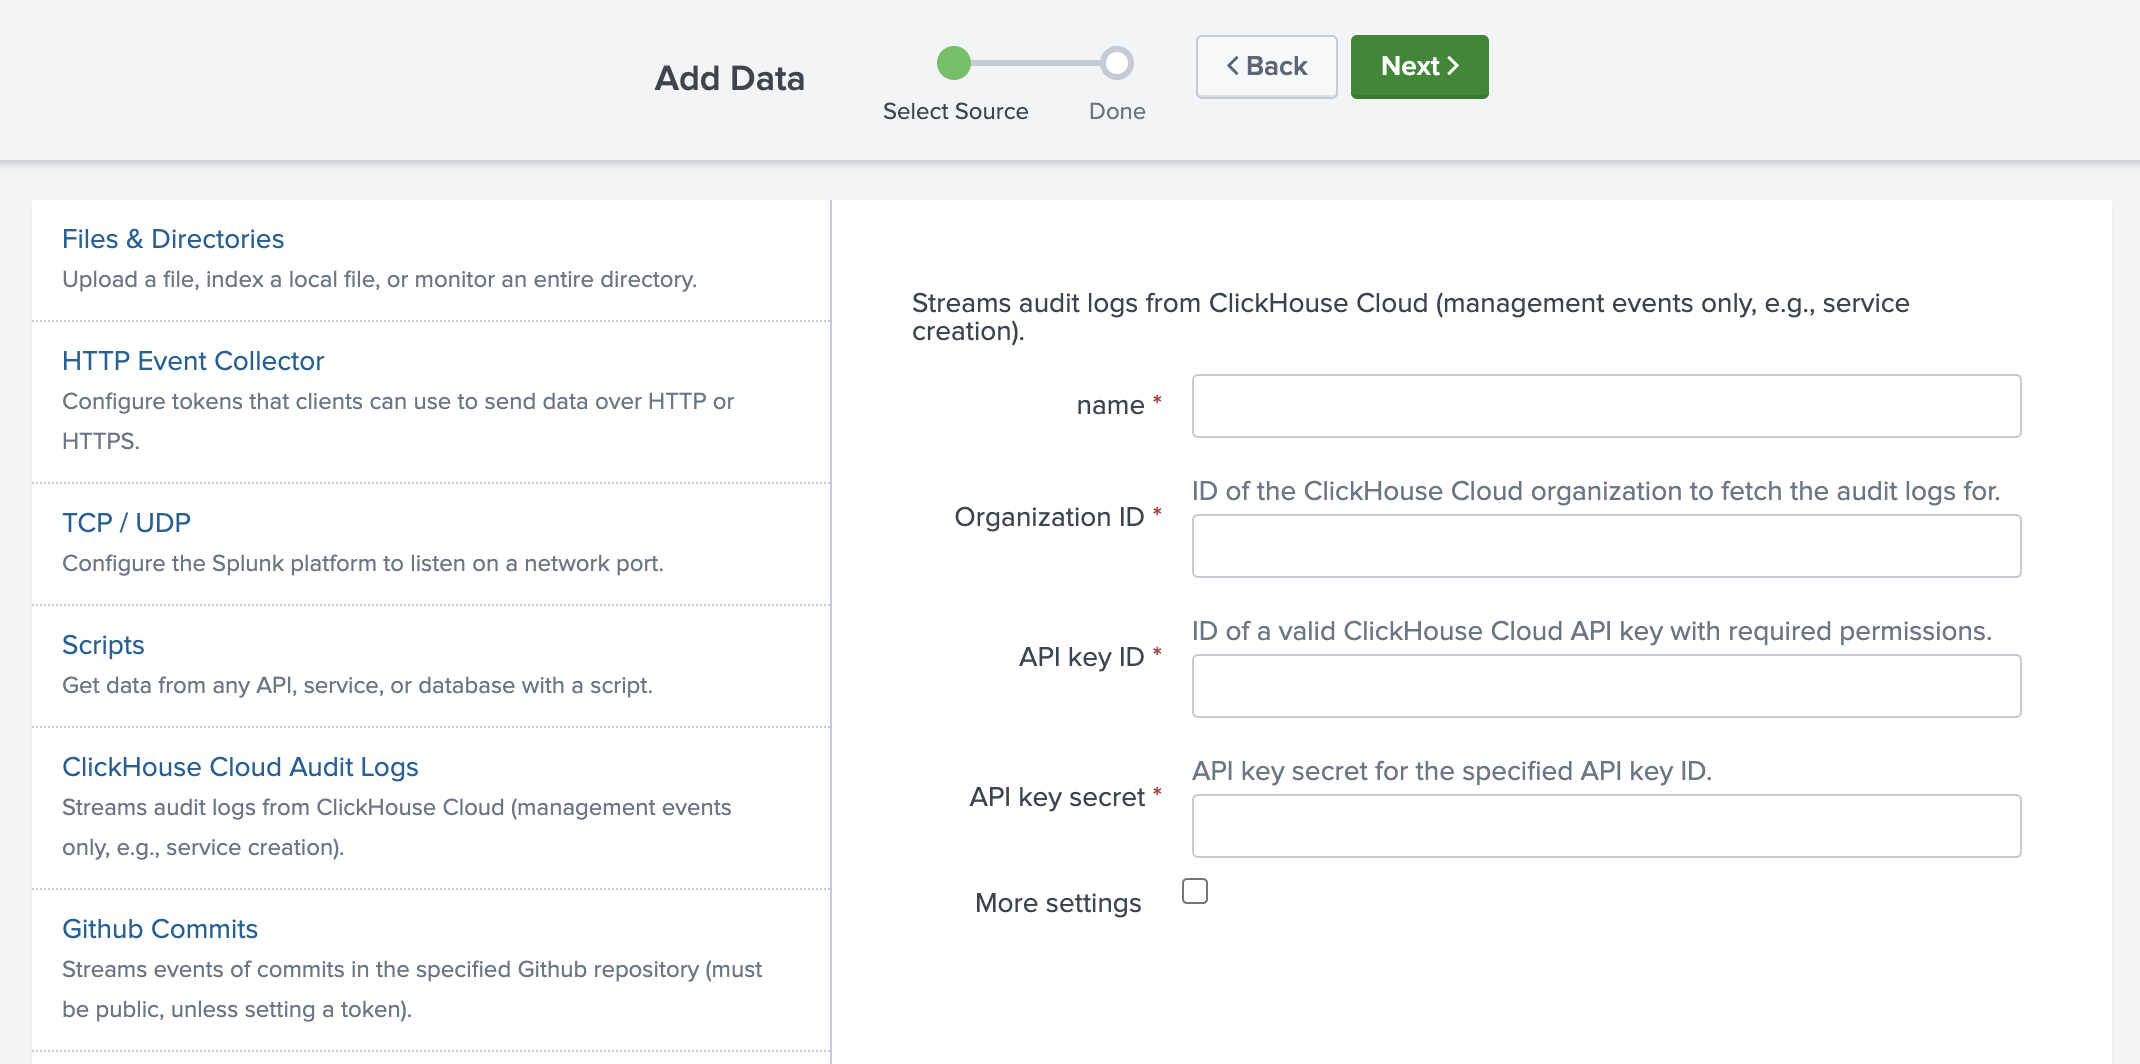 Add Data
Select Source
Done
Back
Next
Files & Directories
Upload a file, index a local file, or monitor an entire directory.
HTTP Event Collector
Configure tokens that clients can use to send data over HTTP or
HTTPS.
TCP / UDP
Configure the Splunk platform to listen on a network port.
Scripts
Get data from any API, service, or database with a script.
ClickHouse Cloud Audit Logs
Streams audit logs from ClickHouse Cloud (management events
only, e.g., service creation).
Github Commits
Streams events of commits in the specified Github repository (must
be public, unless setting a token).
Streams audit logs from ClickHouse Cloud (management events only, e.g., service
creation).
name *
ID of the ClickHouse Cloud organization to fetch the audit logs for.
Organization ID *
ID of a valid ClickHouse Cloud API key with required permissions.
API key ID *
API key secret for the specified API key ID.
API key secret *
More settings